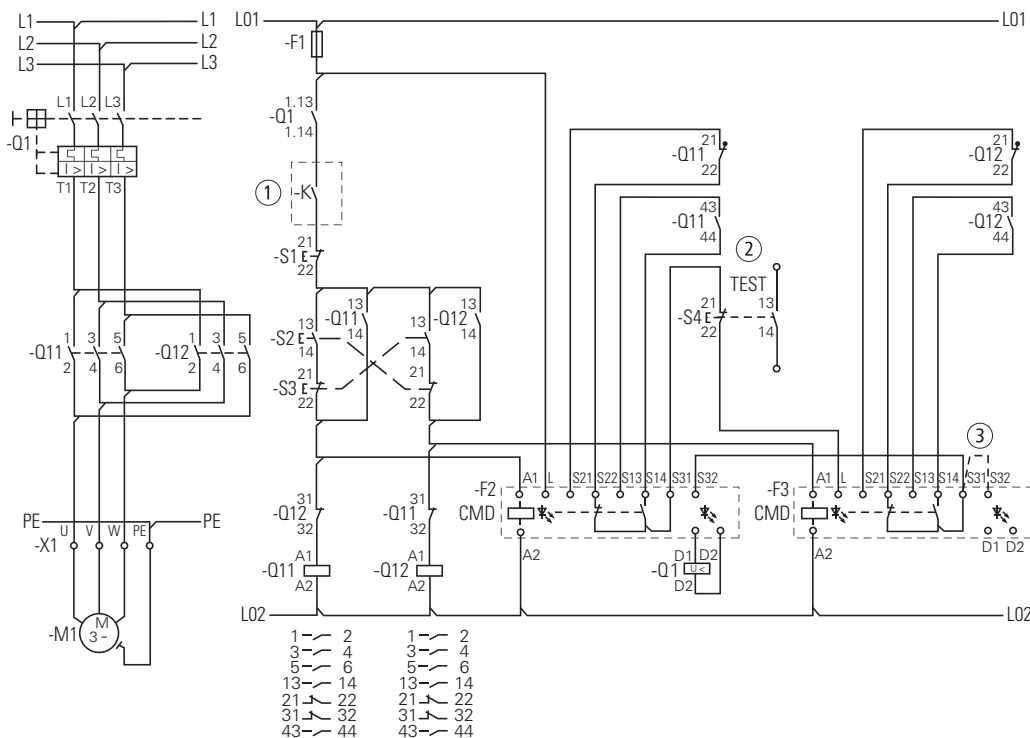 L1 L1
L2 L2
L3 L3
L1 L2 L3
-Q1
I > I > I >
T1 T2 T3
1 3 5 1 3 5
-Q11 -Q12
2 4 6 2 4 6
PE PE
U V W PE
-X1
M
3 ~
-M1
L01 L01
-F1
1.13
-Q1
1.14
1 -K
21
-S1 E
22
13 13 13
-Q11 -Q12
13 14 14
-S2 E
14 14
21 21
-S3 E
22 22
31 31
-Q12 -Q11
32 32
A1 A1
-Q11 -Q12
A2 A2
L02 L02
21 21
-Q11 -Q12
22 22
43 43
-Q11 -Q12
44 44
2
TEST
21 13
-S4 E
22 14
3
A1 L S21 S22 S13 S14 S31 S32
-F2
CMD
A2
D1 D2
D1 D2
-Q1 U <
D2
A1 L S21 S22 S13 S14 S31 S32
-F3
CMD
A2
D1 D2
1 2 1 2
3 4 3 4
5 6 5 6
13 14 13 14
21 22 21 22
31 32 31 32
43 44 43 44